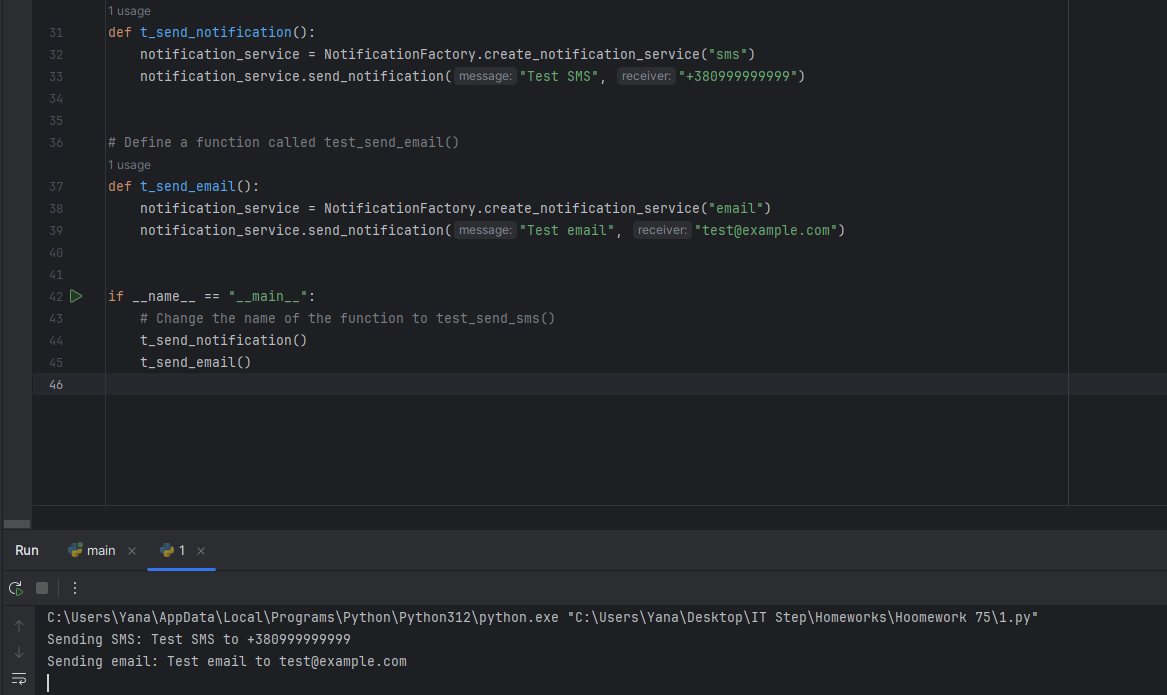 1 usage
31 def t_send_notification():
32 notification_service = NotificationFactory.create_notification_service("sms")
33 notification_service.send_notification( message: "Test SMS", receiver: "+380999999999")
34
35
36 # Define a function called test_send_email()
1 usage
37 def t_send_email():
38 notification_service = NotificationFactory.create_notification_service("email")
39 notification_service.send_notification( message: "Test email", receiver: "test@example.com")
40
41
42 if __name__ == "__main__":
43 # Change the name of the function to test_send_sms()
44 t_send_notification()
45 t_send_email()
46
Run main × 1 ×
C:\Users\Yana\AppData\Local\Programs\Python\Python312\python.exe "C:\Users\Yana\Desktop\IT Step\Homeworks\Hoomework 75\1.py"
Sending SMS: Test SMS to +380999999999
Sending email: Test email to test@example.com